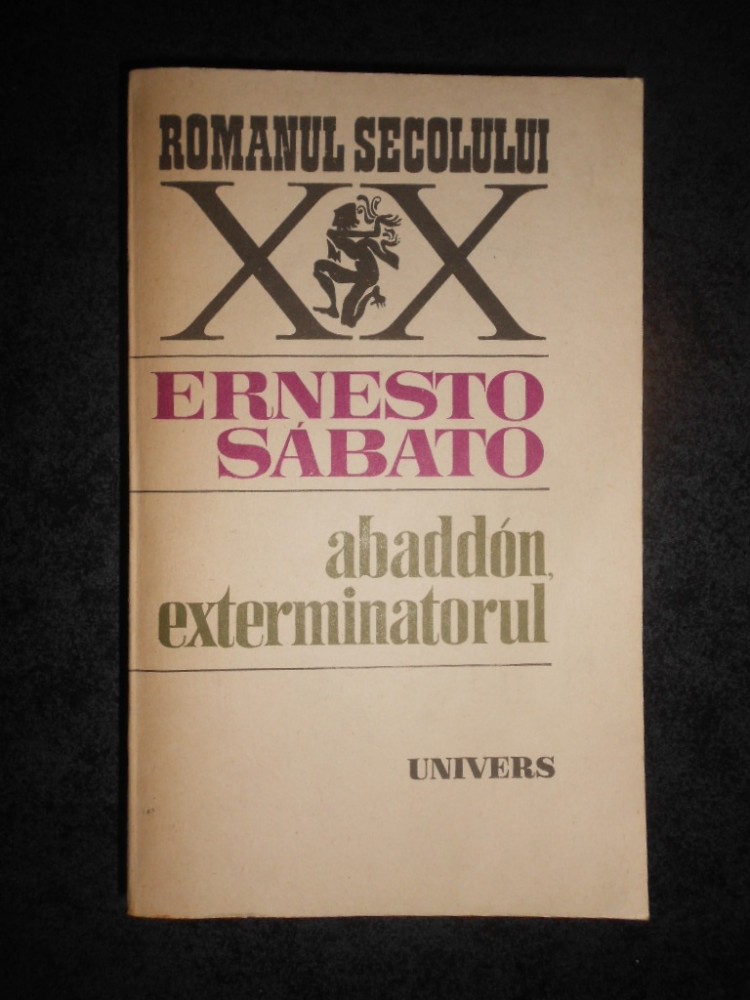 ROMANUL SECOLULUI
XX
ERNESTO
SÁBATO
abaddón,
exterminatorul
UNIVERS